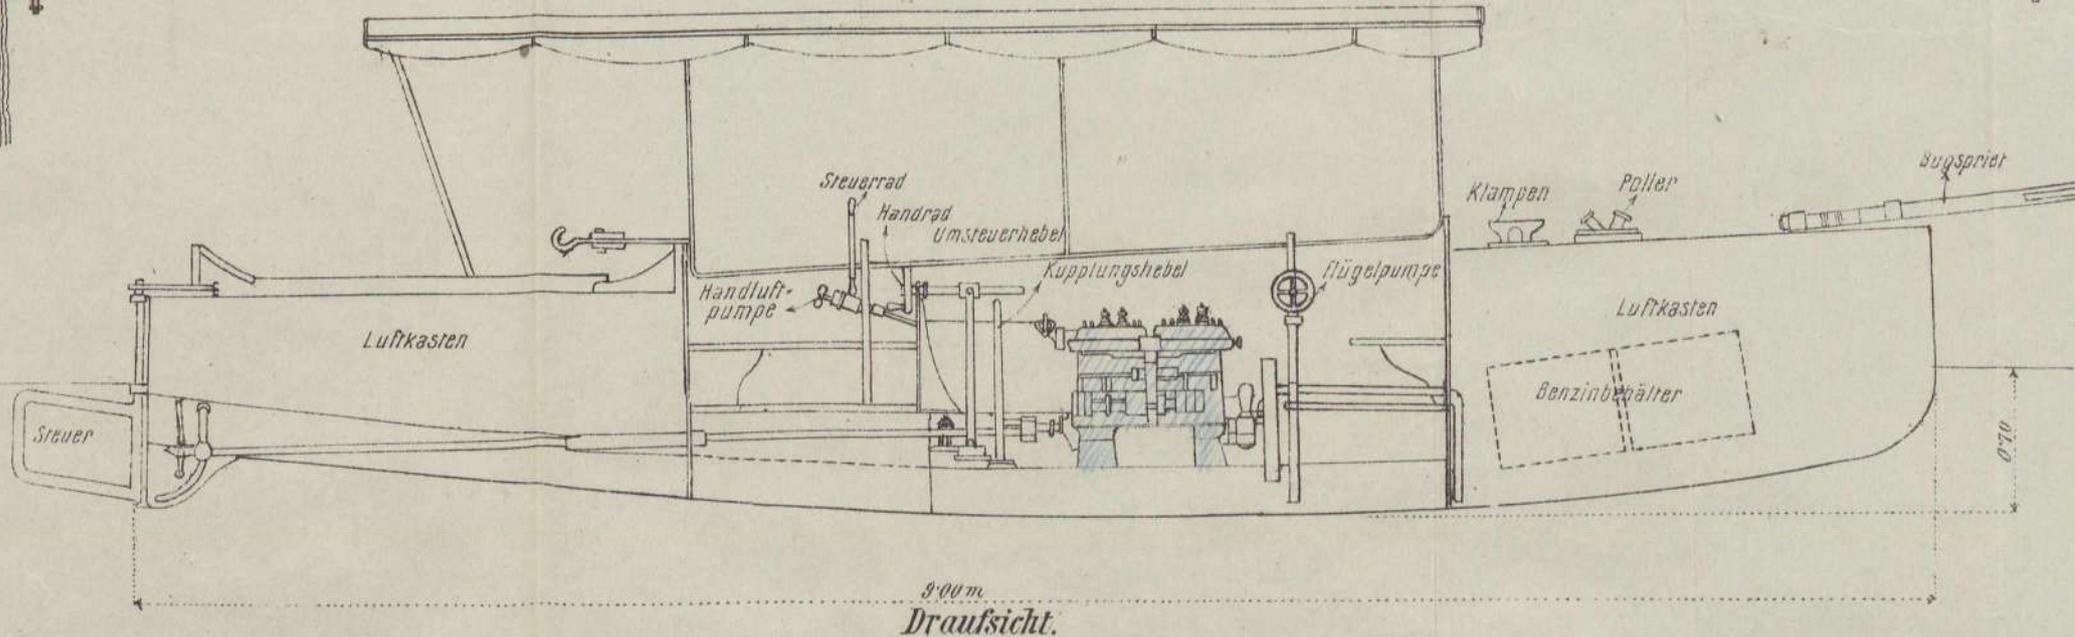 Bugspriet
Steuerrad
Klampen
Poller
Handrad
Umsteuerhebel
Kupplungshebel
Flügelpumpe
Handluft-
pumpe
Luftkasten
Luftkasten
Benzinbehälter
Steuer
0.70
9·00 m
Draufsicht.